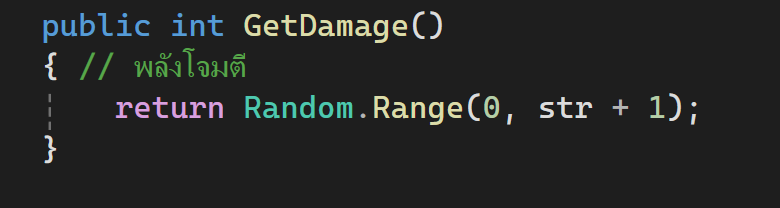 public int GetDamage()
{ // พลังโจมตี
return Random.Range(0, str + 1);
}